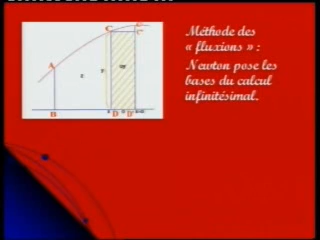 Méthode des
« fluxions » :
Newton pose les
bases du calcul
infinitésimal.
A
B
C
D
D'